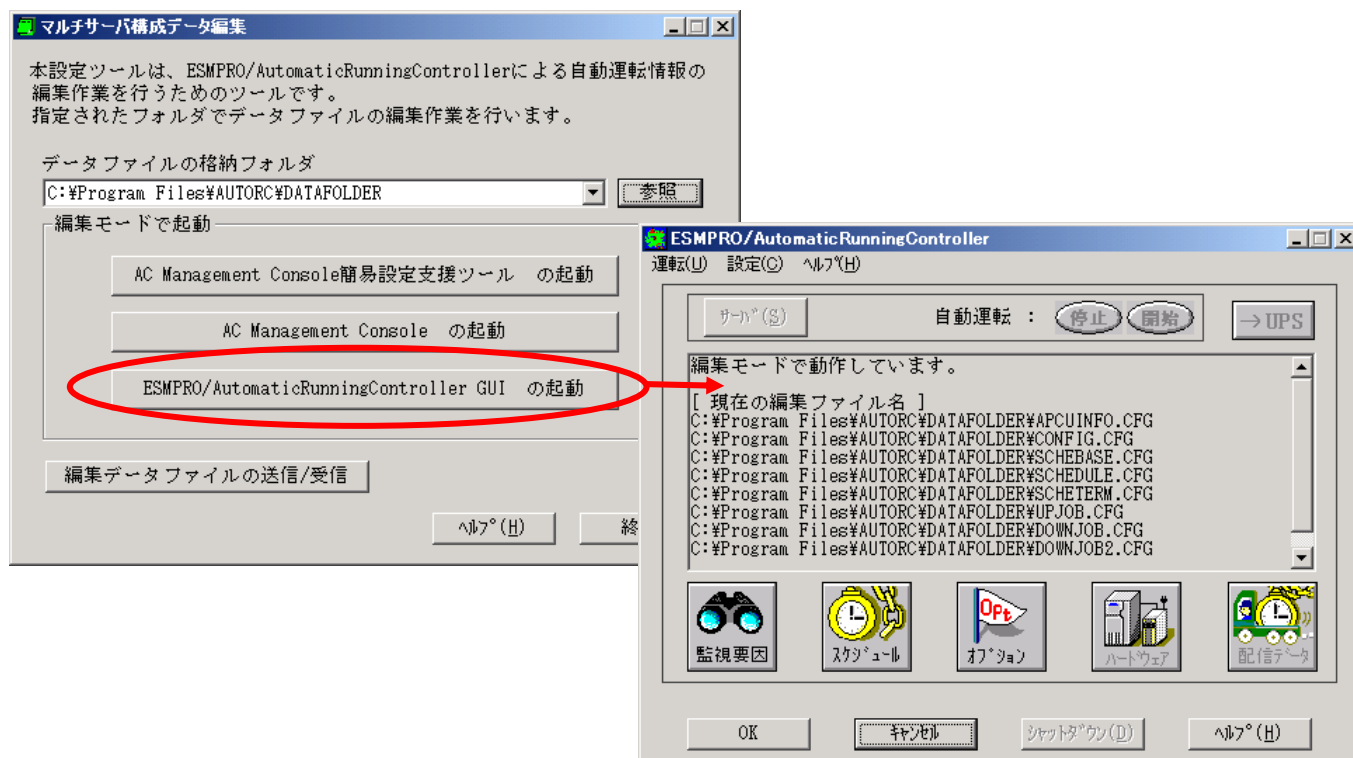 マルチサーバ構成データ編集
本設定ツールは、ESMPRO/AutomaticRunningControllerによる自動運転情報の
編集作業を行うためのツールです。
指定されたフォルダでデータファイルの編集作業を行います。
データファイルの格納フォルダ
C:¥Program Files¥AUTORC¥DATAFOLDER
参照
編集モードで起動
AC Management Console簡易設定支援ツール の起動
AC Management Console の起動
ESMPRO/AutomaticRunningController GUI の起動
編集データファイルの送信/受信
ﾍﾙﾌﾟ(H)
終
ESMPRO/AutomaticRunningController
運転(U) 設定(C) ﾍﾙﾌﾟ(H)
ｻｰﾊﾞ(S)
自動運転 : 停止 開始
→UPS
編集モードで動作しています。
[ 現在の編集ファイル名 ]
C:¥Program Files¥AUTORC¥DATAFOLDER¥APCUINFO.CFG
C:¥Program Files¥AUTORC¥DATAFOLDER¥CONFIG.CFG
C:¥Program Files¥AUTORC¥DATAFOLDER¥SCHEBASE.CFG
C:¥Program Files¥AUTORC¥DATAFOLDER¥SCHEDULE.CFG
C:¥Program Files¥AUTORC¥DATAFOLDER¥SCHETERM.CFG
C:¥Program Files¥AUTORC¥DATAFOLDER¥UPJOB.CFG
C:¥Program Files¥AUTORC¥DATAFOLDER¥DOWNJOB.CFG
C:¥Program Files¥AUTORC¥DATAFOLDER¥DOWNJOB2.CFG
監視要因
ｽｹｼﾞｭｰﾙ
Opt
ｵﾌﾟｼｮﾝ
ﾊｰﾄﾞｳｪｱ
配信ﾃﾞｰﾀ
OK
ｷｬﾝｾﾙ
ｼｬｯﾄﾀﾞｳﾝ(D)
ﾍﾙﾌﾟ(H)